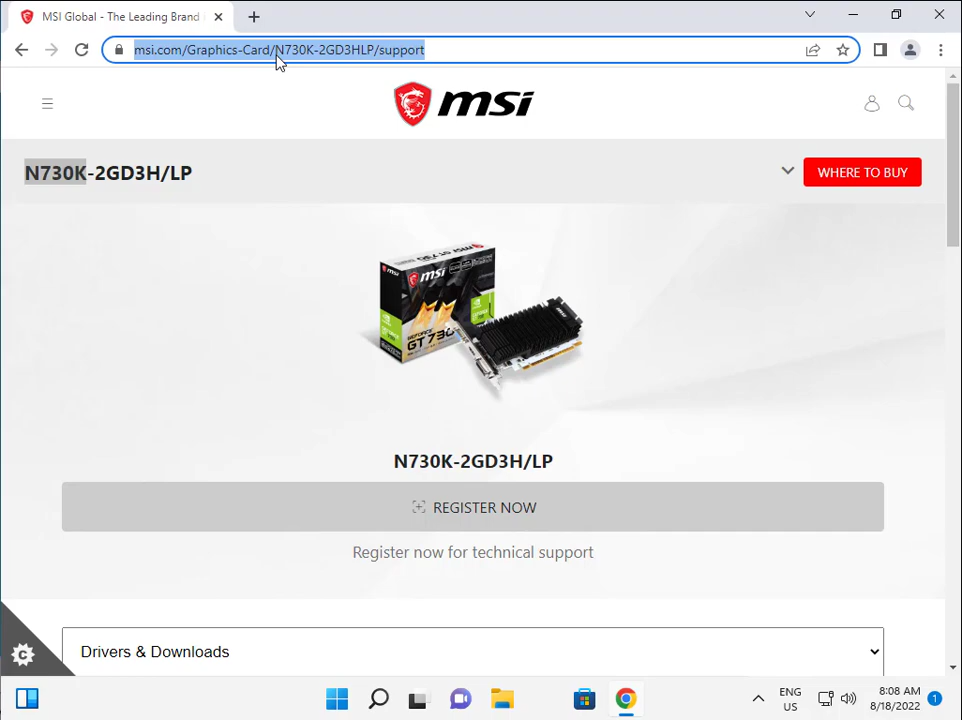 MSI Global - The Leading Brand
msi.com/Graphics-Card/N730K-2GD3HLP/support
msi
N730K-2GD3H/LP
WHERE TO BUY
msi
GEFORCE
GT 730
N730K-2GD3H/LP
REGISTER NOW
Register now for technical support
Drivers & Downloads
ENG
US
8:08 AM
8/18/2022
1